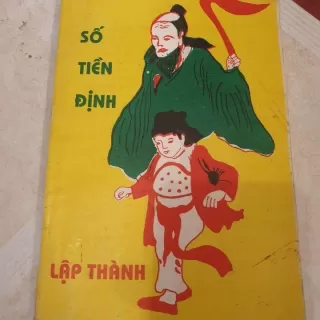 SỐ
TIỀN
ĐỊNH
LẬP THÀNH